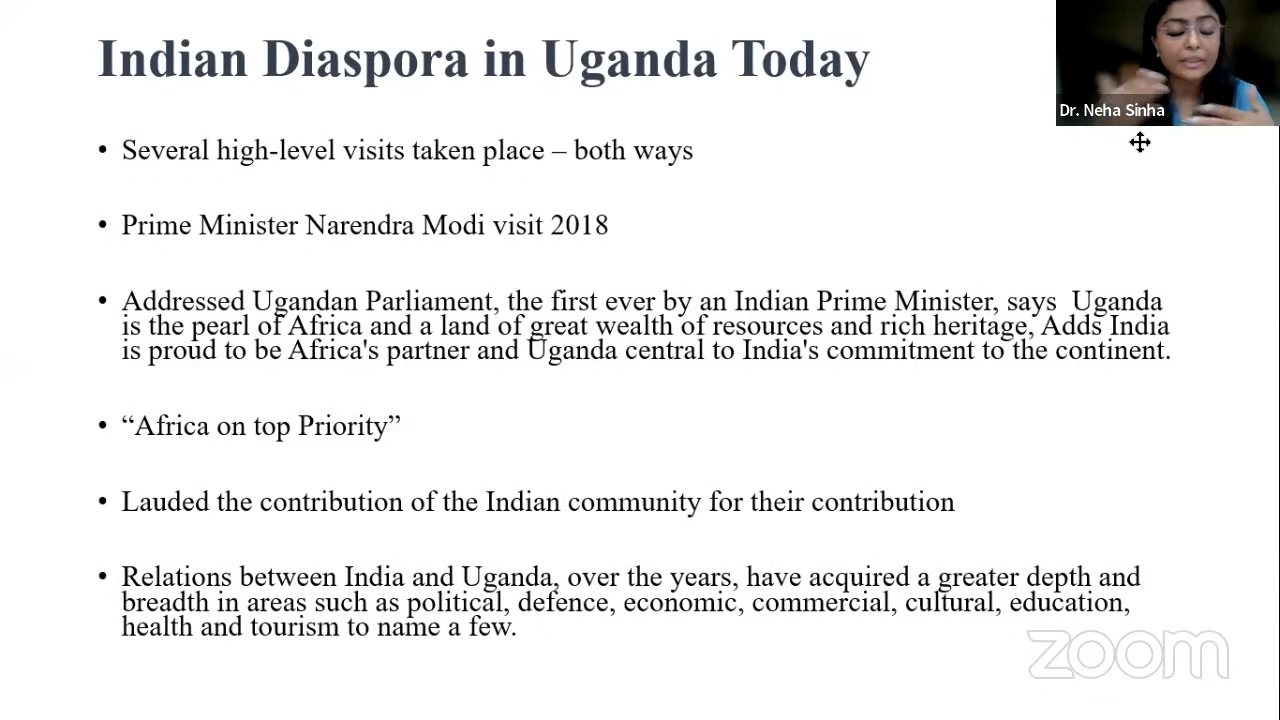 Indian Diaspora in Uganda Today
Dr. Neha Sinha
• Several high-level visits taken place – both ways
• Prime Minister Narendra Modi visit 2018
• Addressed Ugandan Parliament, the first ever by an Indian Prime Minister, says  Uganda
is the pearl of Africa and a land of great wealth of resources and rich heritage, Adds India
is proud to be Africa's partner and Uganda central to India's commitment to the continent.
• “Africa on top Priority”
• Lauded the contribution of the Indian community for their contribution
• Relations between India and Uganda, over the years, have acquired a greater depth and
breadth in areas such as political, defence, economic, commercial, cultural, education,
health and tourism to name a few.
zoom